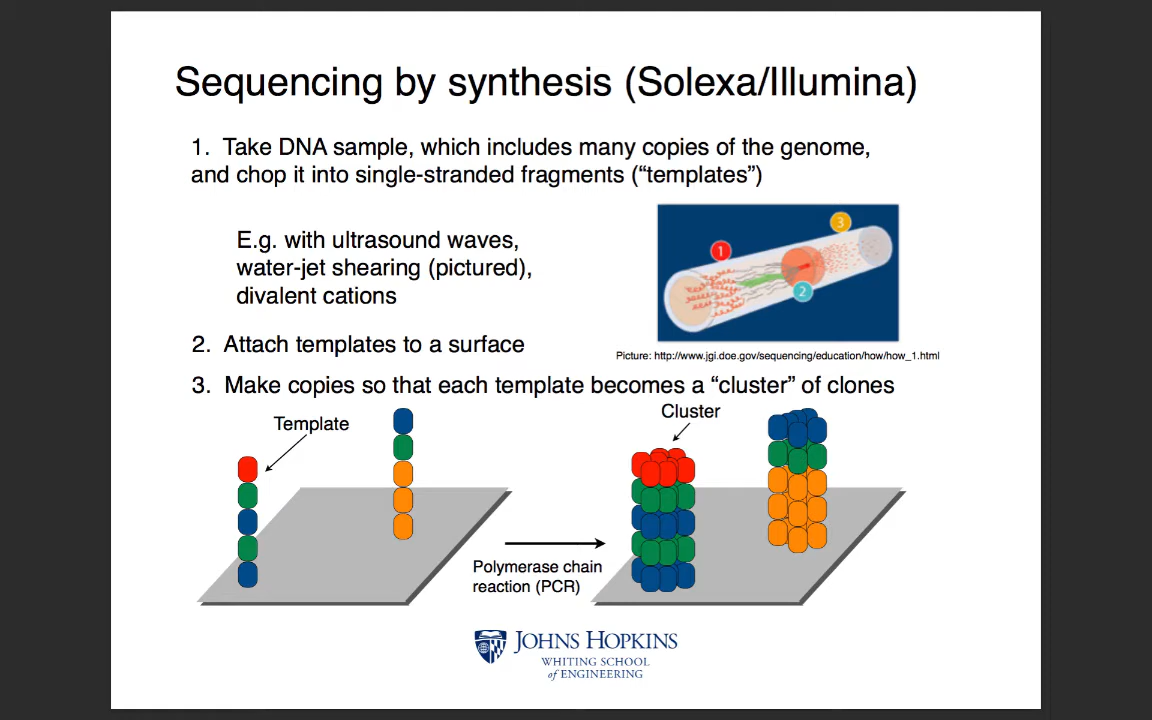 Sequencing by synthesis (Solexa/Illumina)
1. Take DNA sample, which includes many copies of the genome,
and chop it into single-stranded fragments (“templates”)
E.g. with ultrasound waves,
water-jet shearing (pictured),
divalent cations
1
2
3
Picture: http://www.jgi.doe.gov/sequencing/education/how/how_1.html
2. Attach templates to a surface
3. Make copies so that each template becomes a “cluster” of clones
Template
Cluster
Polymerase chain
reaction (PCR)
JOHNS HOPKINS
WHITING SCHOOL
of ENGINEERING